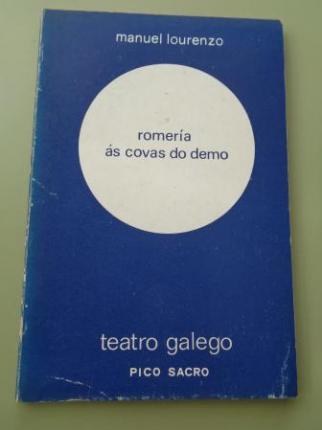 manuel lourenzo
romería
ás covas do demo
teatro galego
PICO SACRO